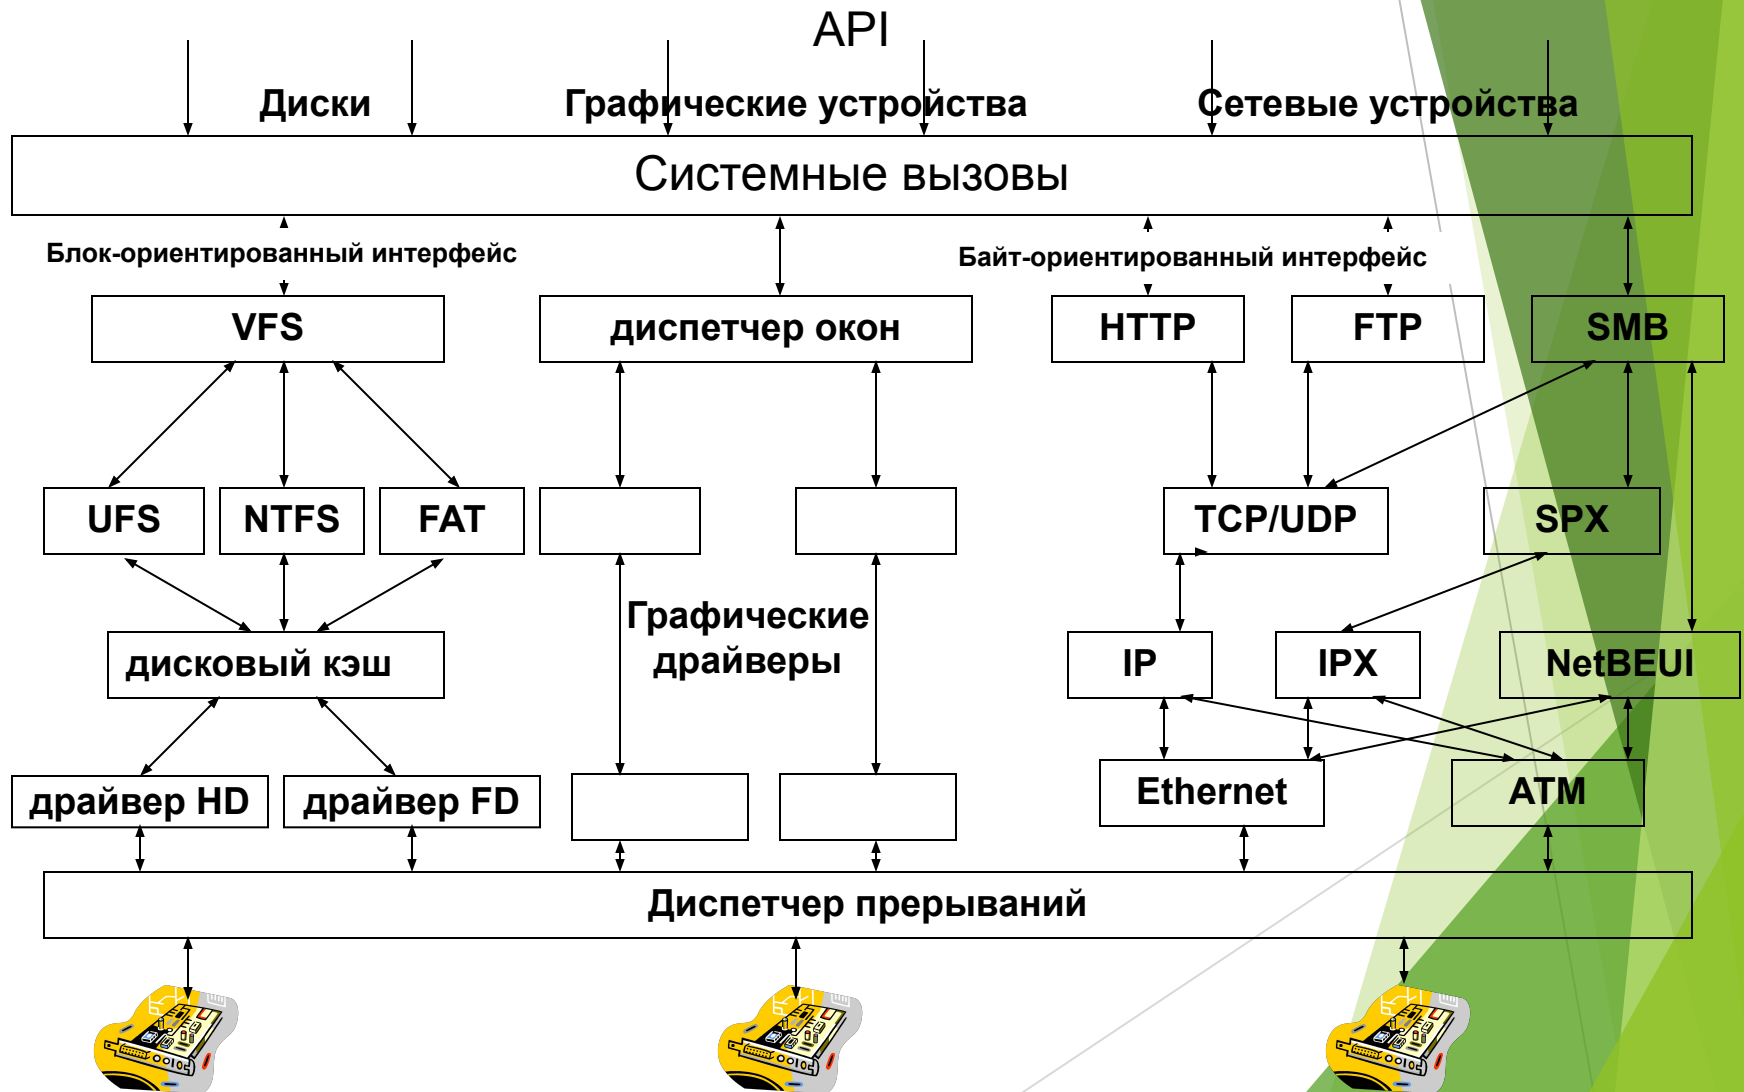 API
Диски
Графические устройства
Сетевые устройства
Системные вызовы
Блок-ориентированный интерфейс
Байт-ориентированный интерфейс
VFS
диспетчер окон
HTTP
FTP
SMB
UFS
NTFS
FAT
TCP/UDP
SPX
Графические
драйверы
дисковый кэш
IP
IPX
NetBEUI
драйвер HD
драйвер FD
Ethernet
ATM
Диспетчер прерываний